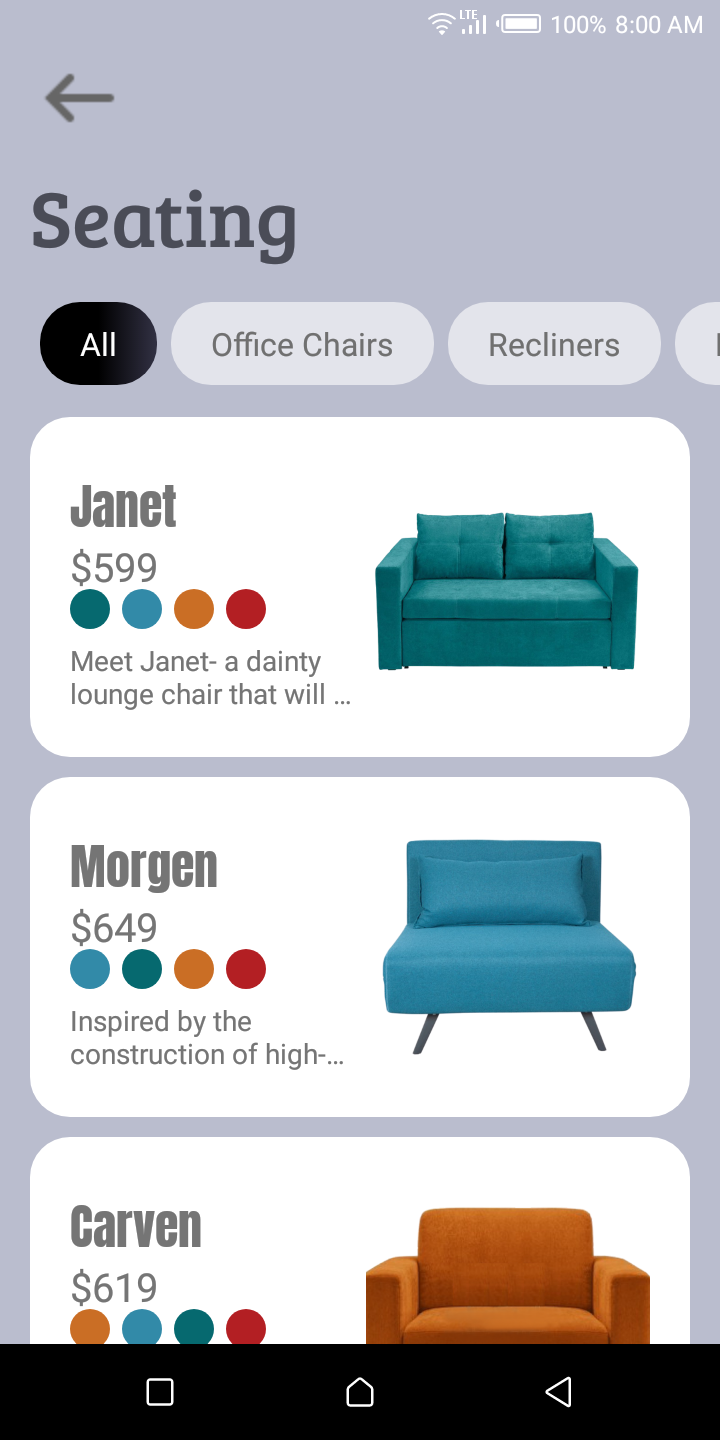 LTE 100% 8:00 AM
Seating
All Office Chairs Recliners
Janet
$599
Meet Janet- a dainty
lounge chair that will …
Morgen
$649
Inspired by the
construction of high-…
Carven
$619